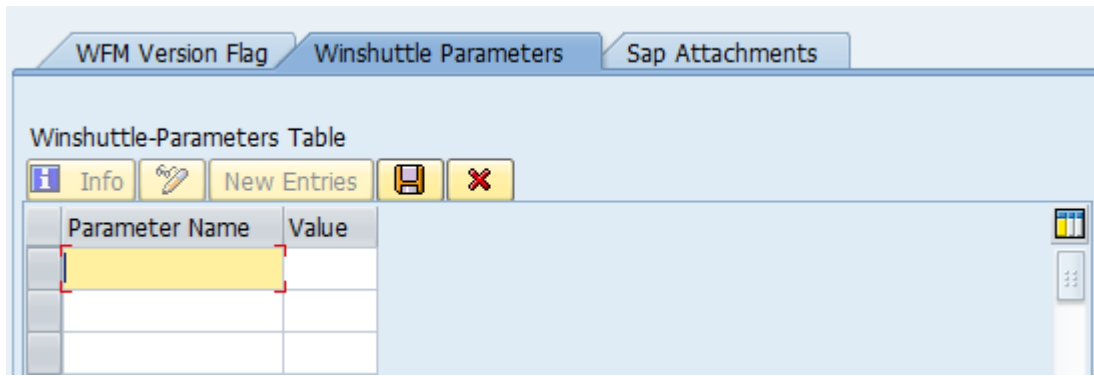 WFM Version Flag Winshuttle Parameters Sap Attachments
Winshuttle-Parameters Table
Info New Entries
Parameter Name Value